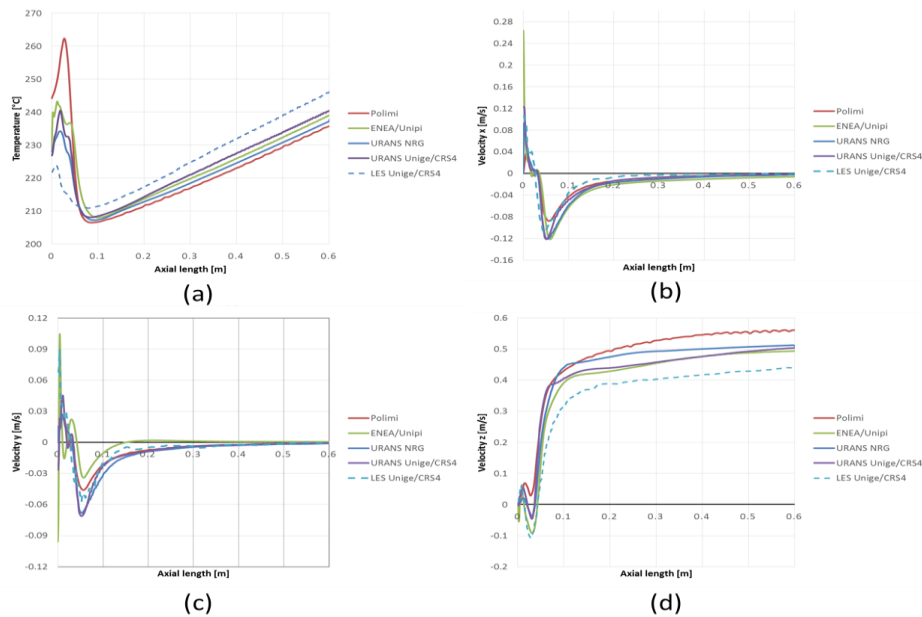 270
260
250
240
230
220
210
200
0
0.1
0.2
0.3
0.4
0.5
0.6
Temperature [°C]
Axial length [m]
Polimi
ENEA/Unipi
URANS NRG
URANS Unige/CRS4
LES Unige/CRS4
(a)
0.28
0.24
0.2
0.16
0.12
0.08
0.04
0
-0.04
-0.08
-0.12
-0.16
0
0.1
0.2
0.3
0.4
0.5
0.6
Velocity x [m/s]
Axial length [m]
Polimi
ENEA/Unipi
URANS NRG
URANS Unige/CRS4
LES Unige/CRS4
(b)
0.12
0.09
0.06
0.03
0
-0.03
-0.06
-0.09
-0.12
0
0.1
0.2
0.3
0.4
0.5
0.6
Velocity y [m/s]
Axial length [m]
Polimi
ENEA/Unipi
URANS NRG
URANS Unige/CRS4
LES Unige/CRS4
(c)
0.6
0.5
0.4
0.3
0.2
0.1
0
-0.1
-0.2
0
0.1
0.2
0.3
0.4
0.5
0.6
Velocity z [m/s]
Axial length [m]
Polimi
ENEA/Unipi
URANS NRG
URANS Unige/CRS4
LES Unige/CRS4
(d)